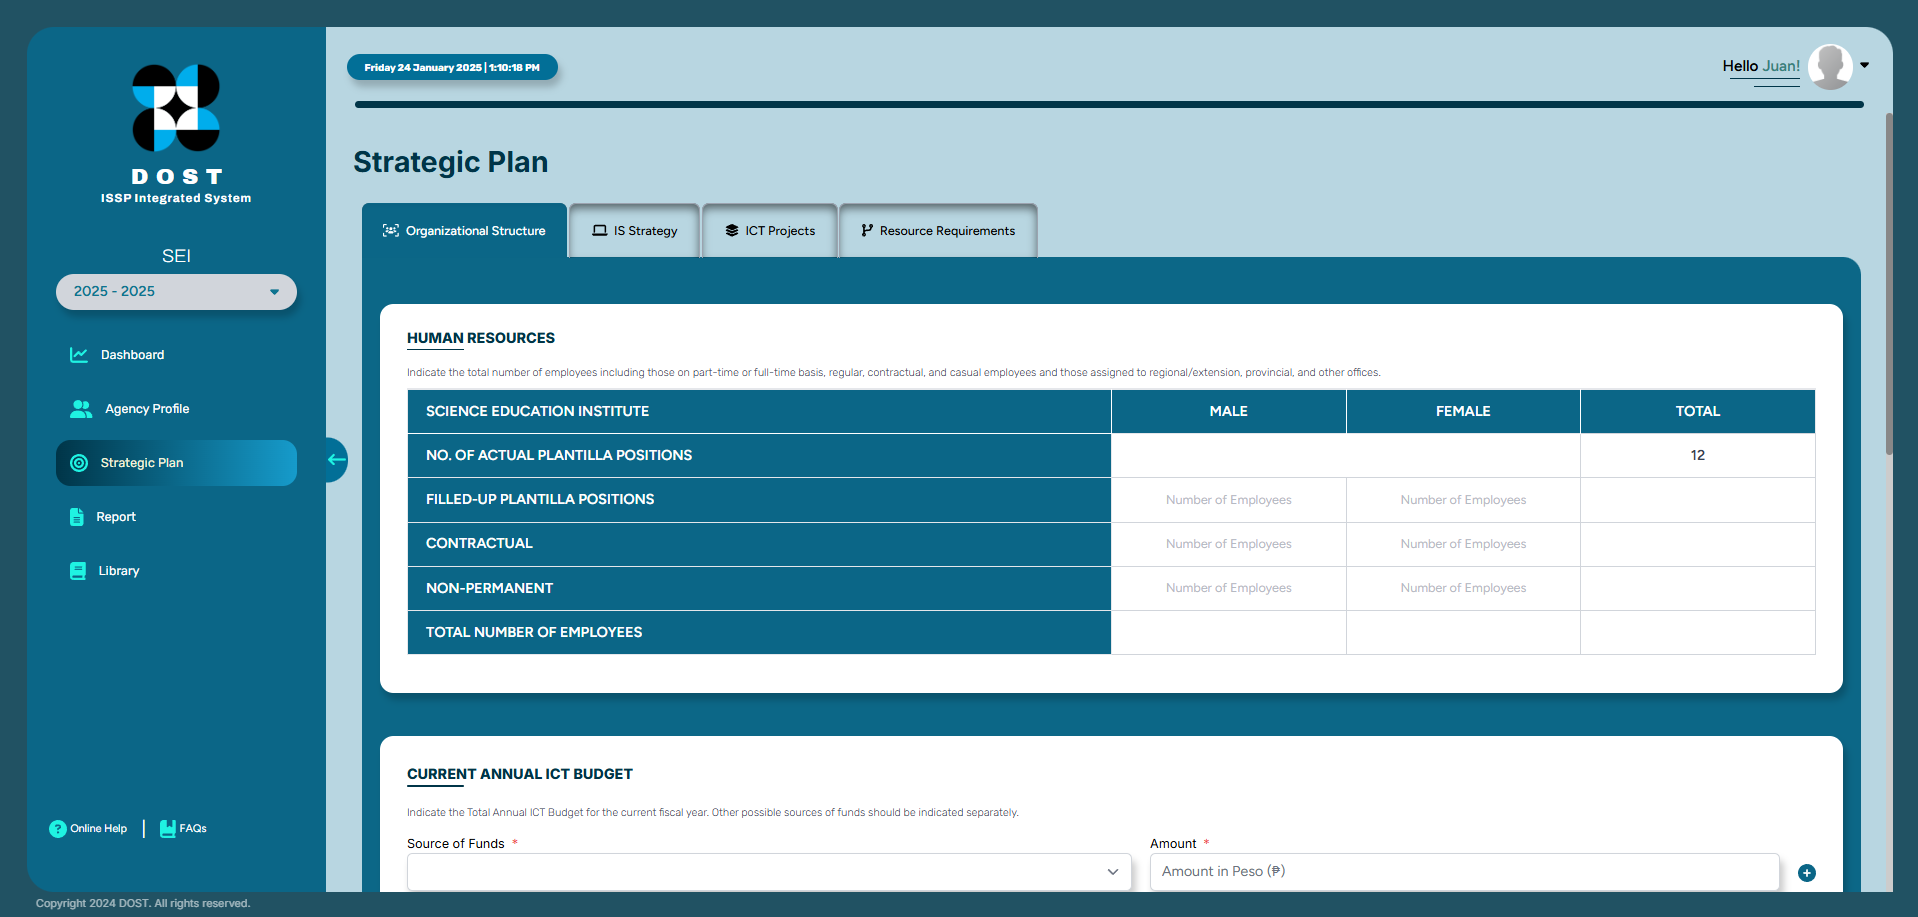 Friday 24 January 2025 | 1:10:18 PM
Hello Juan!
DOST
ISSP Integrated System
SEI
2025 - 2025
Dashboard
Agency Profile
Strategic Plan
Report
Library
? Online Help | FAQs
Strategic Plan
Organizational Structure
IS Strategy
ICT Projects
Resource Requirements
HUMAN RESOURCES
Indicate the total number of employees including those on part-time or full-time basis, regular, contractual, and casual employees and those assigned to regional/extension, provincial, and other offices.
SCIENCE EDUCATION INSTITUTE MALE FEMALE TOTAL
NO. OF ACTUAL PLANTILLA POSITIONS 12
FILLED-UP PLANTILLA POSITIONS Number of Employees Number of Employees
CONTRACTUAL Number of Employees Number of Employees
NON-PERMANENT Number of Employees Number of Employees
TOTAL NUMBER OF EMPLOYEES
CURRENT ANNUAL ICT BUDGET
Indicate the Total Annual ICT Budget for the current fiscal year. Other possible sources of funds should be indicated separately.
Source of Funds *
Amount *
Amount in Peso (₱)
Copyright 2024 DOST. All rights reserved.